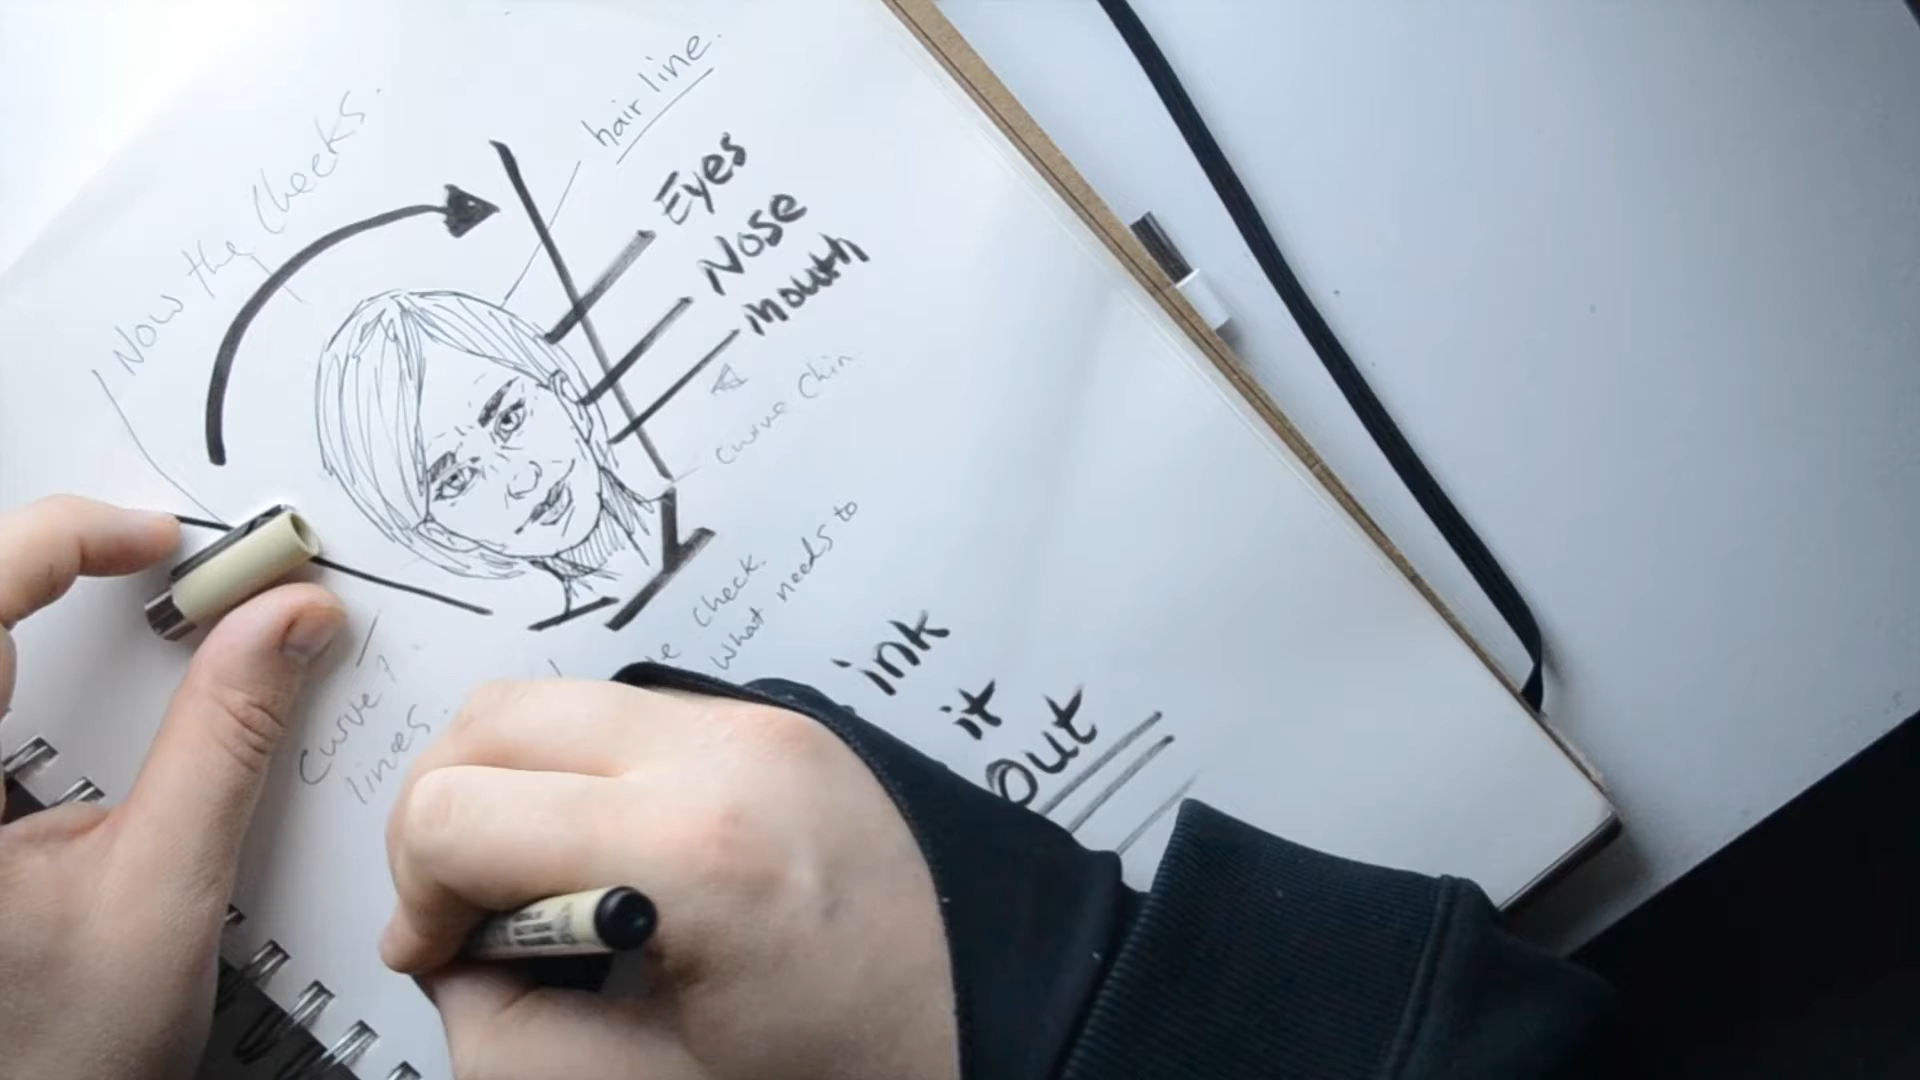 Now the Cheeks.
hair line.
Eyes
Nose
mouth
curve Chin
check.
What needs to
Curve
lines.
ink
it
Out